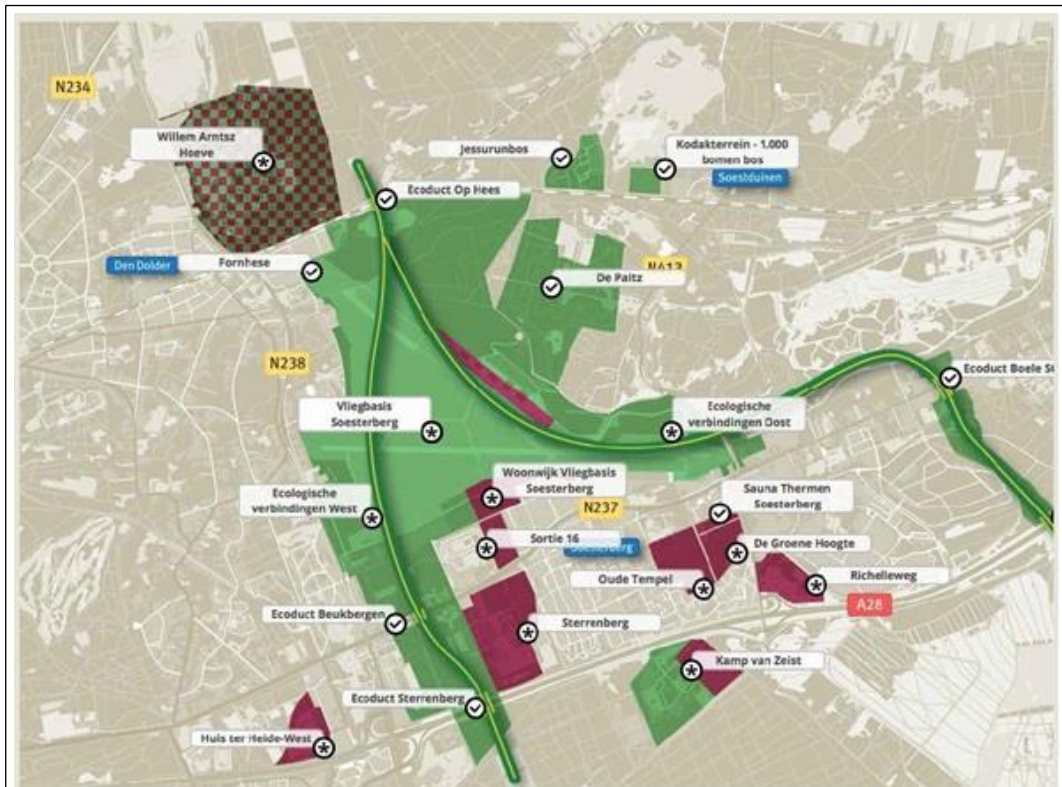 N234
Willem Arntsz
Hoeve
Jessurunbos
Kodakterrein - 1.000
bomen bos
Soestduinen
Ecoduct Op Hees
Den Dolder
Fornhese
N413
De Paltz
N238
Ecoduct Boele St
Vliegbasis
Soesterberg
Ecologische
verbindingen Oost
Woonwijk Vliegbasis
Soesterberg
Sauna Thermen
Soesterberg
Ecologische
verbindingen West
N237
Sortie 16
Soesterberg
De Groene Hoogte
Oude Tempel
Richelleweg
A28
Ecoduct Beukbergen
Sterrenberg
Kamp van Zeist
Ecoduct Sterrenberg
Huis ter Heide-West